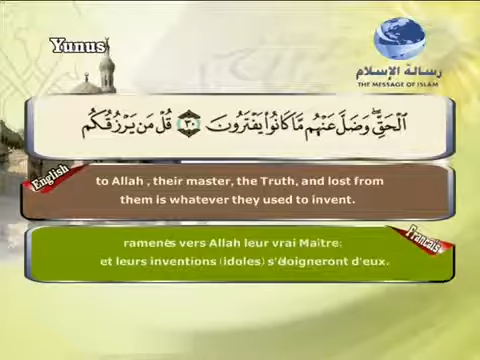 Yunus
رسالة الإسلام
THE MESSAGE OF ISLAM
ٱلْحَقِّ ۖ وَضَلَّ عَنْهُم مَّا كَانُوا۟ يَفْتَرُونَ ٣٠ قُلْ مَن يَرْزُقُكُم
English
to Allah , their master, the Truth, and lost from
them is whatever they used to invent.
Francais
ramenés vers Allah leur vrai Maître;
et leurs inventions (idoles) s'éloigneront d'eux.